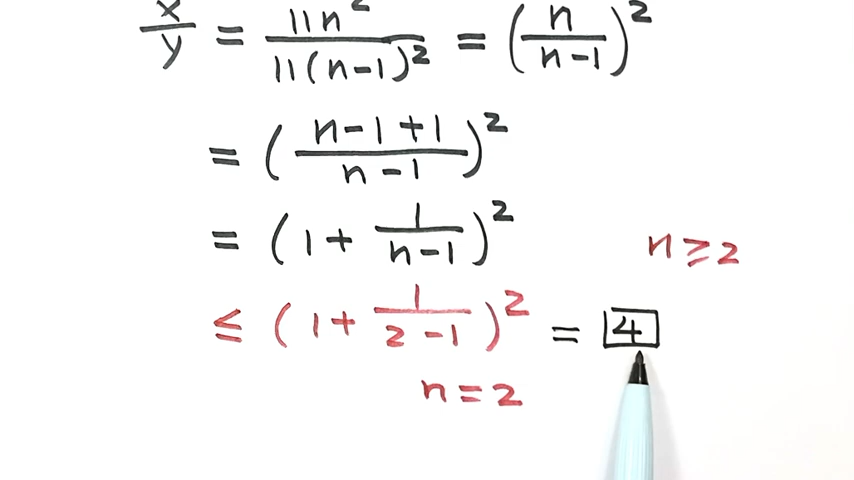 x/y = 11n²/11(n-1)² = (n/n-1)²
= (n-1+1/n-1)²
= (1+1/n-1)²
n≥2
≤ (1+1/2-1)² = 4
n=2